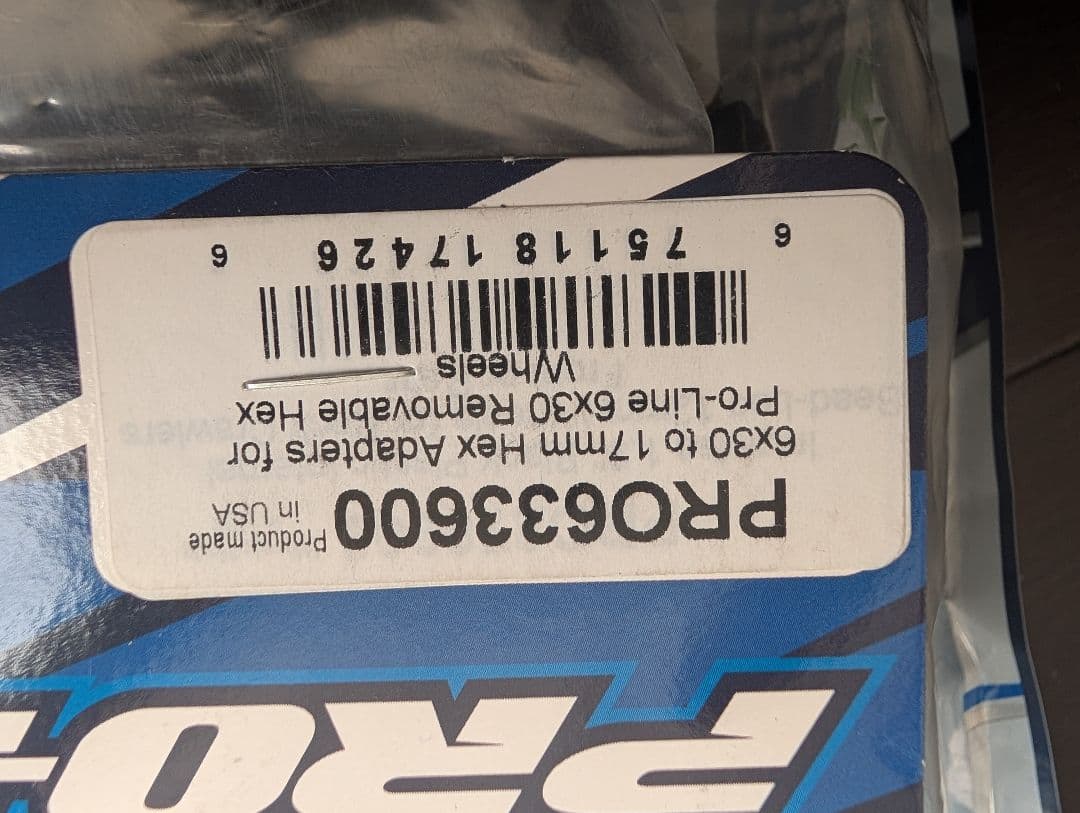 PRO
PRO633600 Product made
in USA
6x30 to 17mm Hex Adapters for
Pro-Line 6x30 Removable Hex
Wheels
6 75118 17426 6